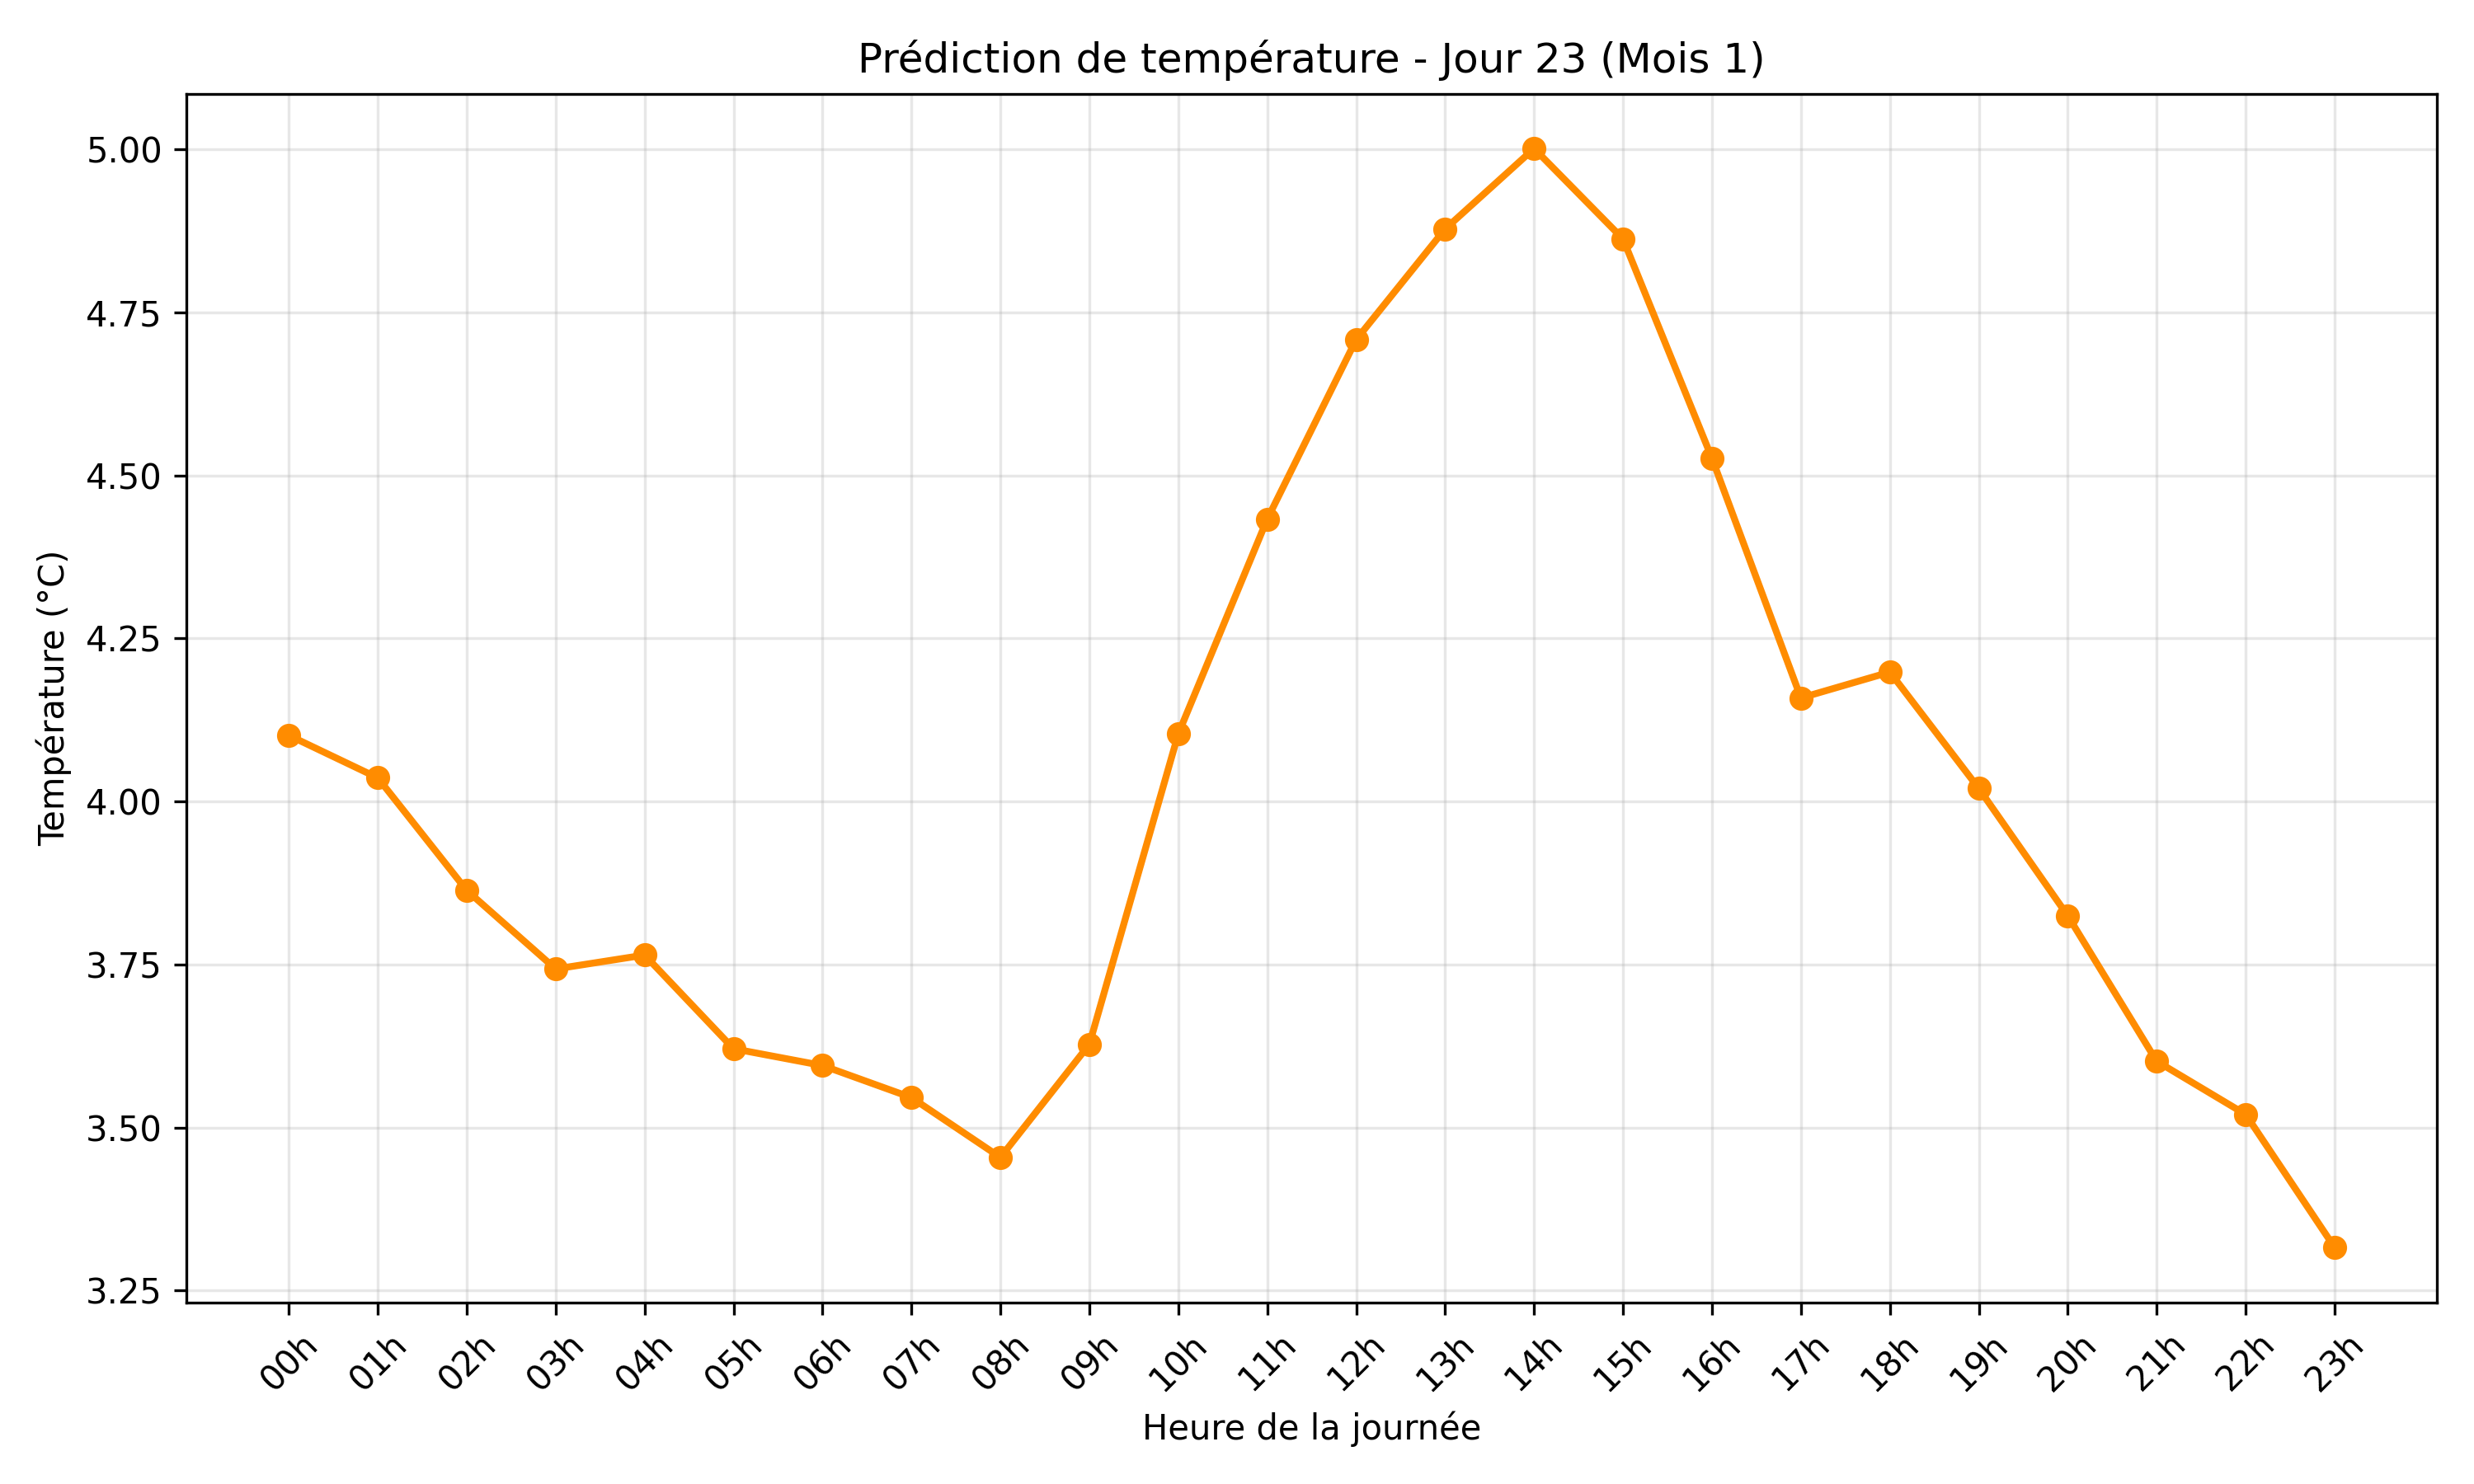 Prédiction de température - Jour 23 (Mois 1)
5.00
4.75
4.50
4.25
4.00
3.75
3.50
3.25
Température (°C)
00h
01h
02h
03h
04h
05h
06h
07h
08h
09h
10h
11h
12h
13h
14h
15h
16h
17h
18h
19h
20h
21h
22h
23h
Heure de la journée